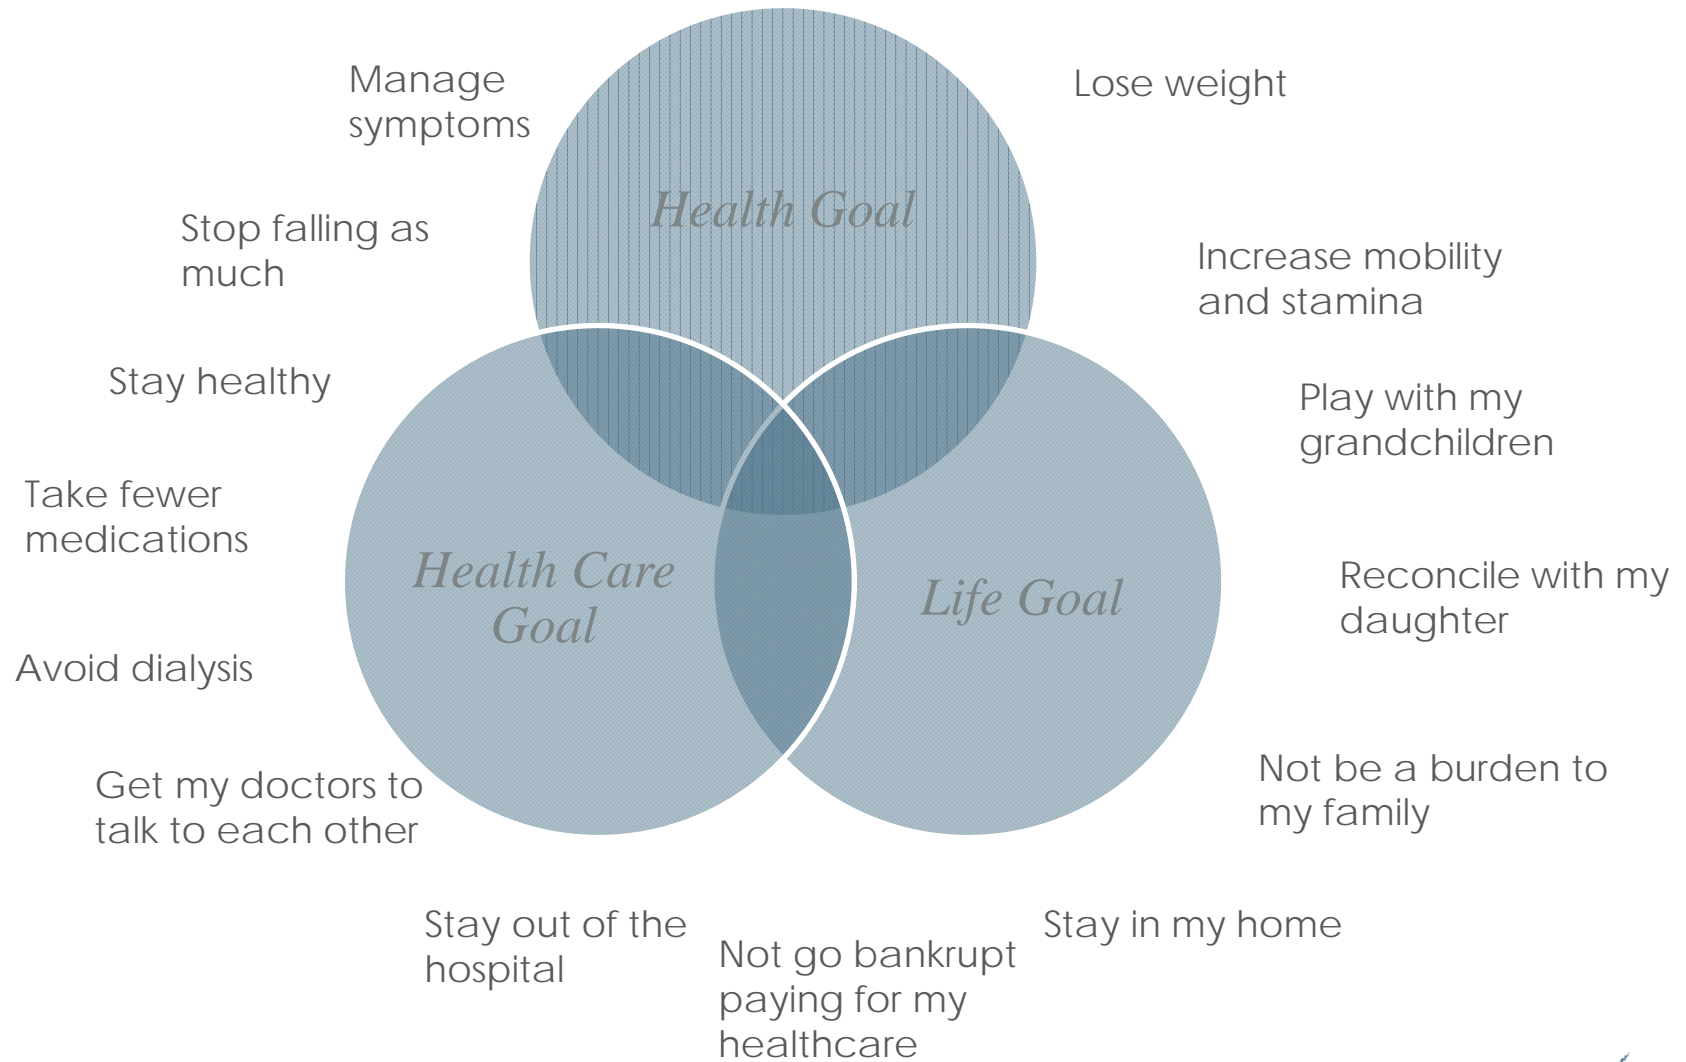 Manage
symptoms
Lose weight
Health Goal
Stop falling as
much
Increase mobility
and stamina
Stay healthy
Play with my
grandchildren
Take fewer
medications
Health Care
Goal
Life Goal
Reconcile with my
daughter
Avoid dialysis
Get my doctors to
talk to each other
Not be a burden to
my family
Stay out of the
hospital
Not go bankrupt
paying for my
healthcare
Stay in my home